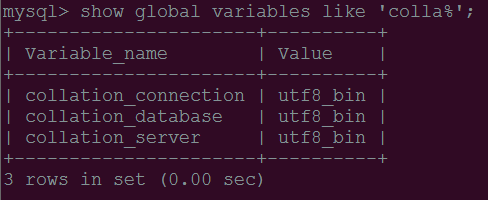 mysql> show global variables like 'colla%';
+----------------------+----------+
| Variable_name        | Value    |
+----------------------+----------+
| collation_connection | utf8_bin |
| collation_database   | utf8_bin |
| collation_server     | utf8_bin |
+----------------------+----------+
3 rows in set (0.00 sec)